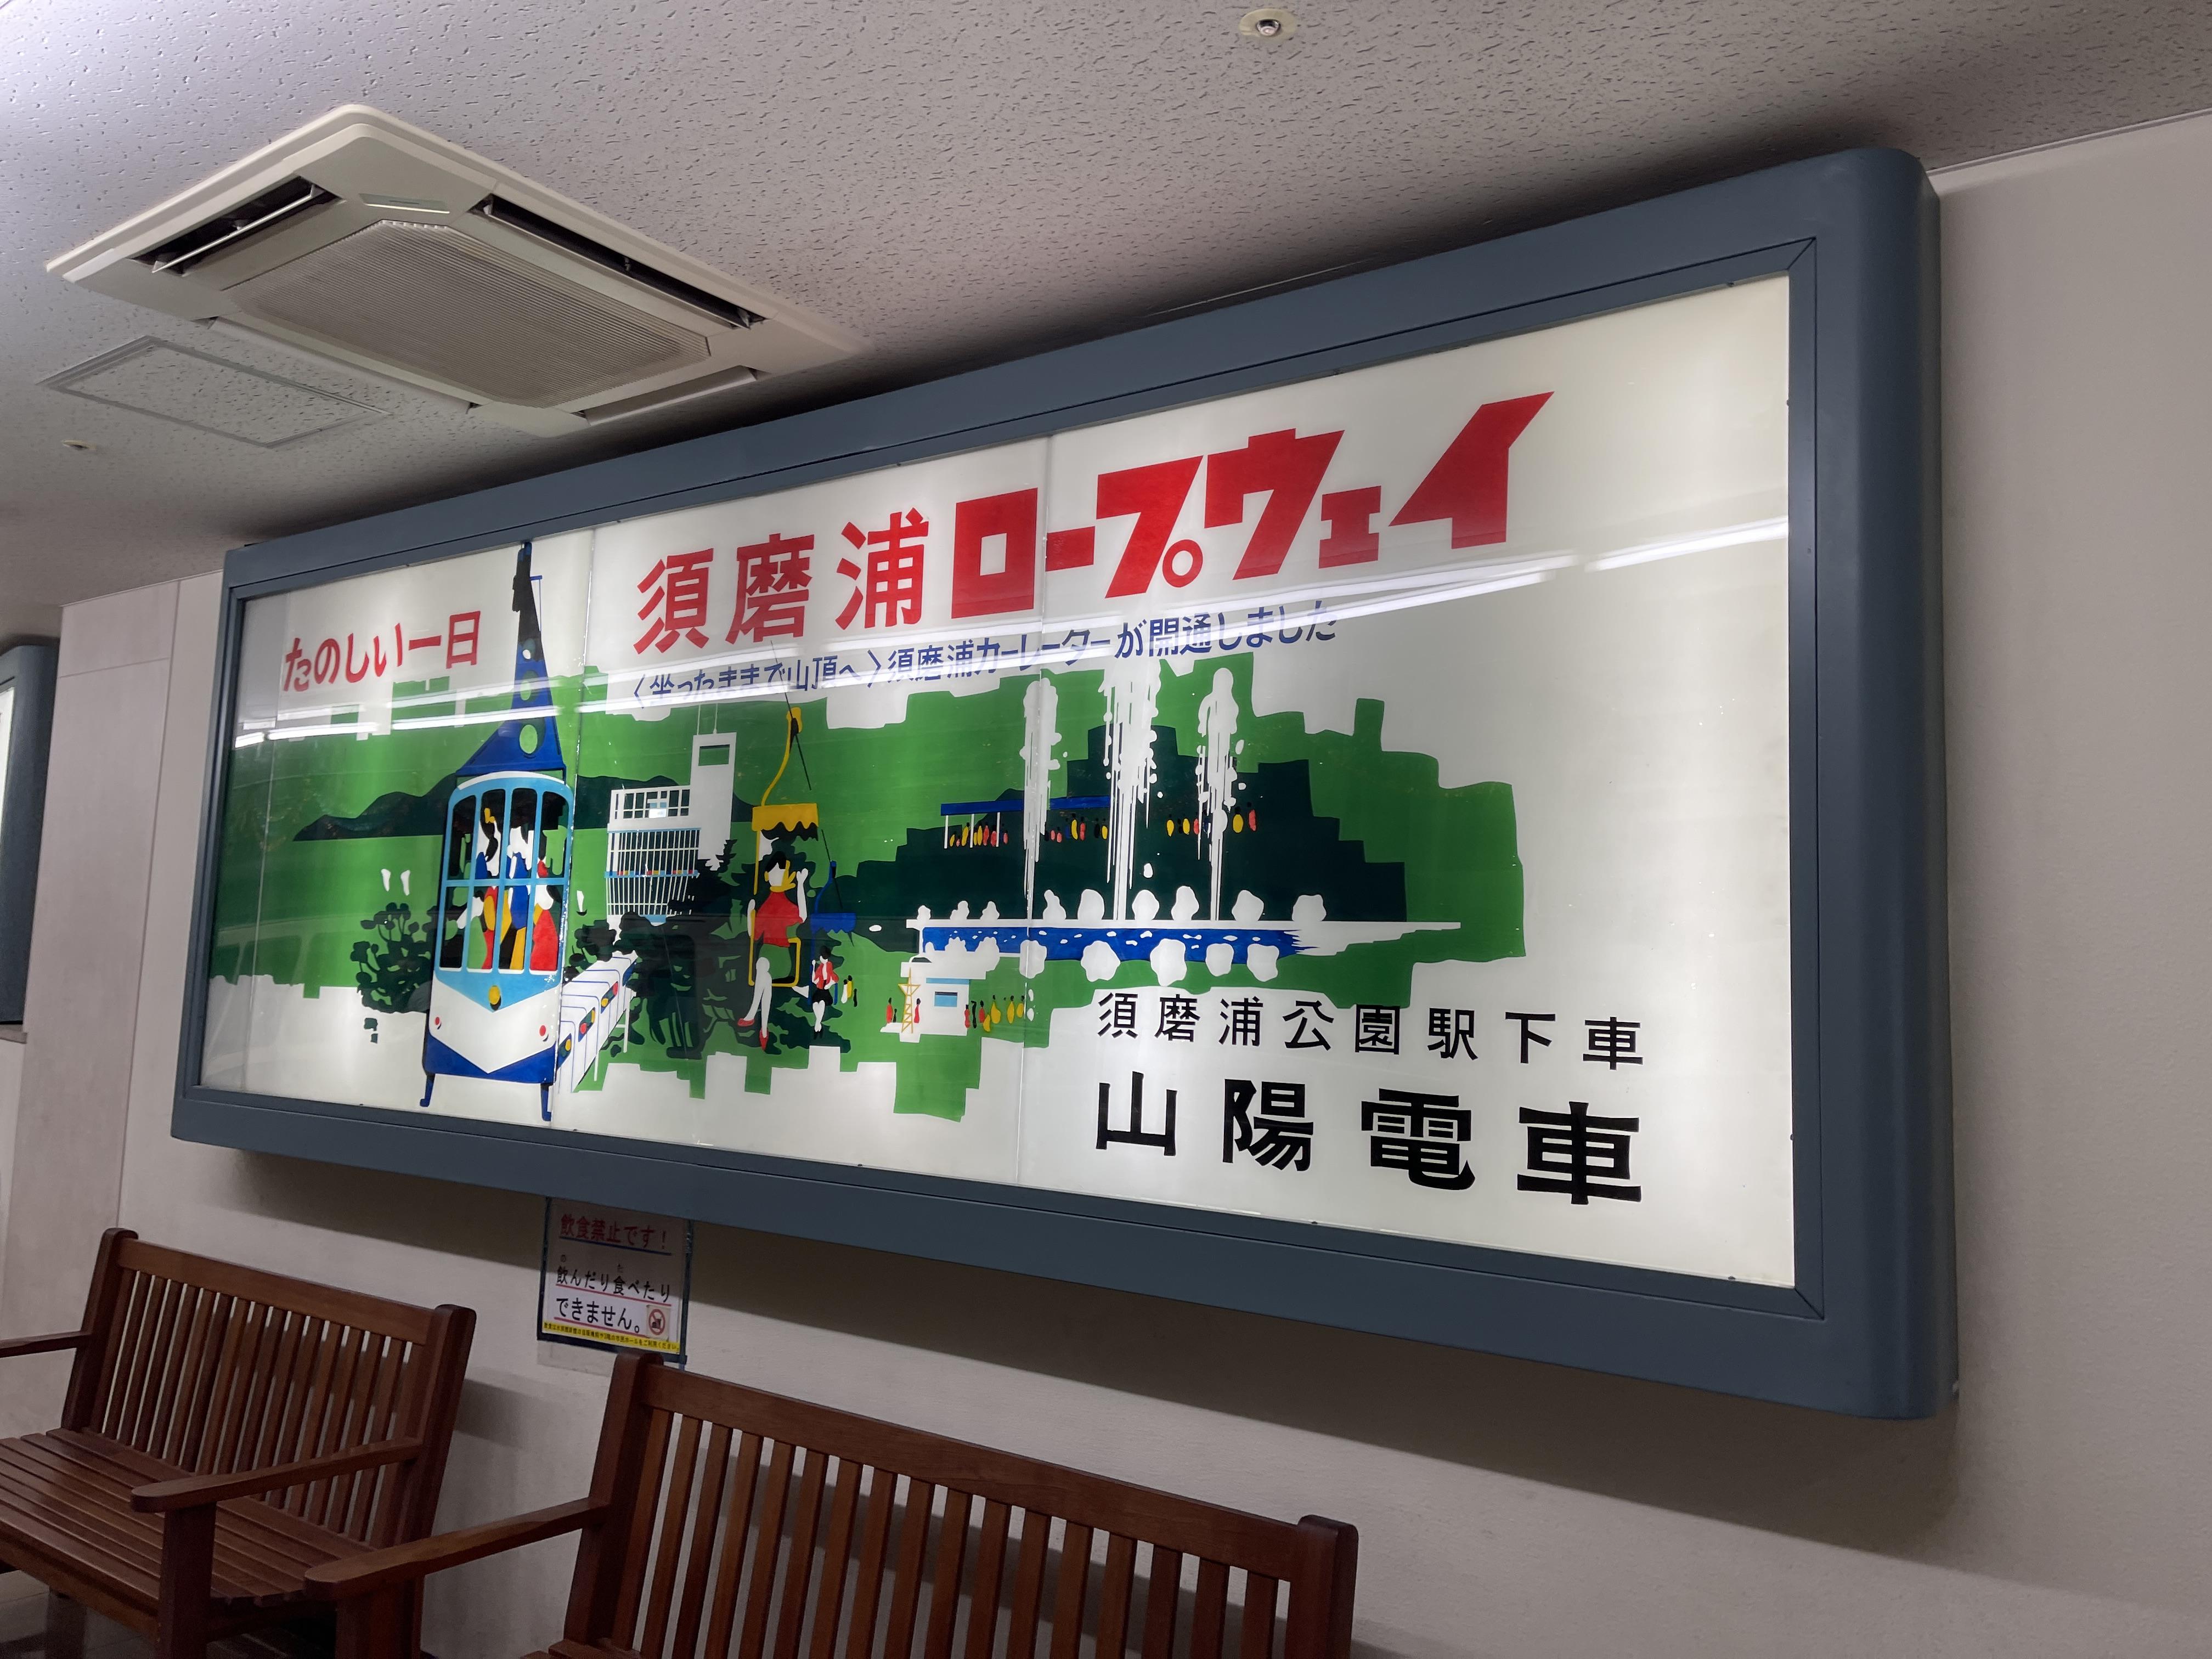 たのしい一日
須磨浦ロープウェイ
〈坐ったままで山頂へ〉須磨浦カーレーターが開通しました
須磨浦公園駅下車
山陽電車
飲食禁止です！
飲んだり食べたり
できません。